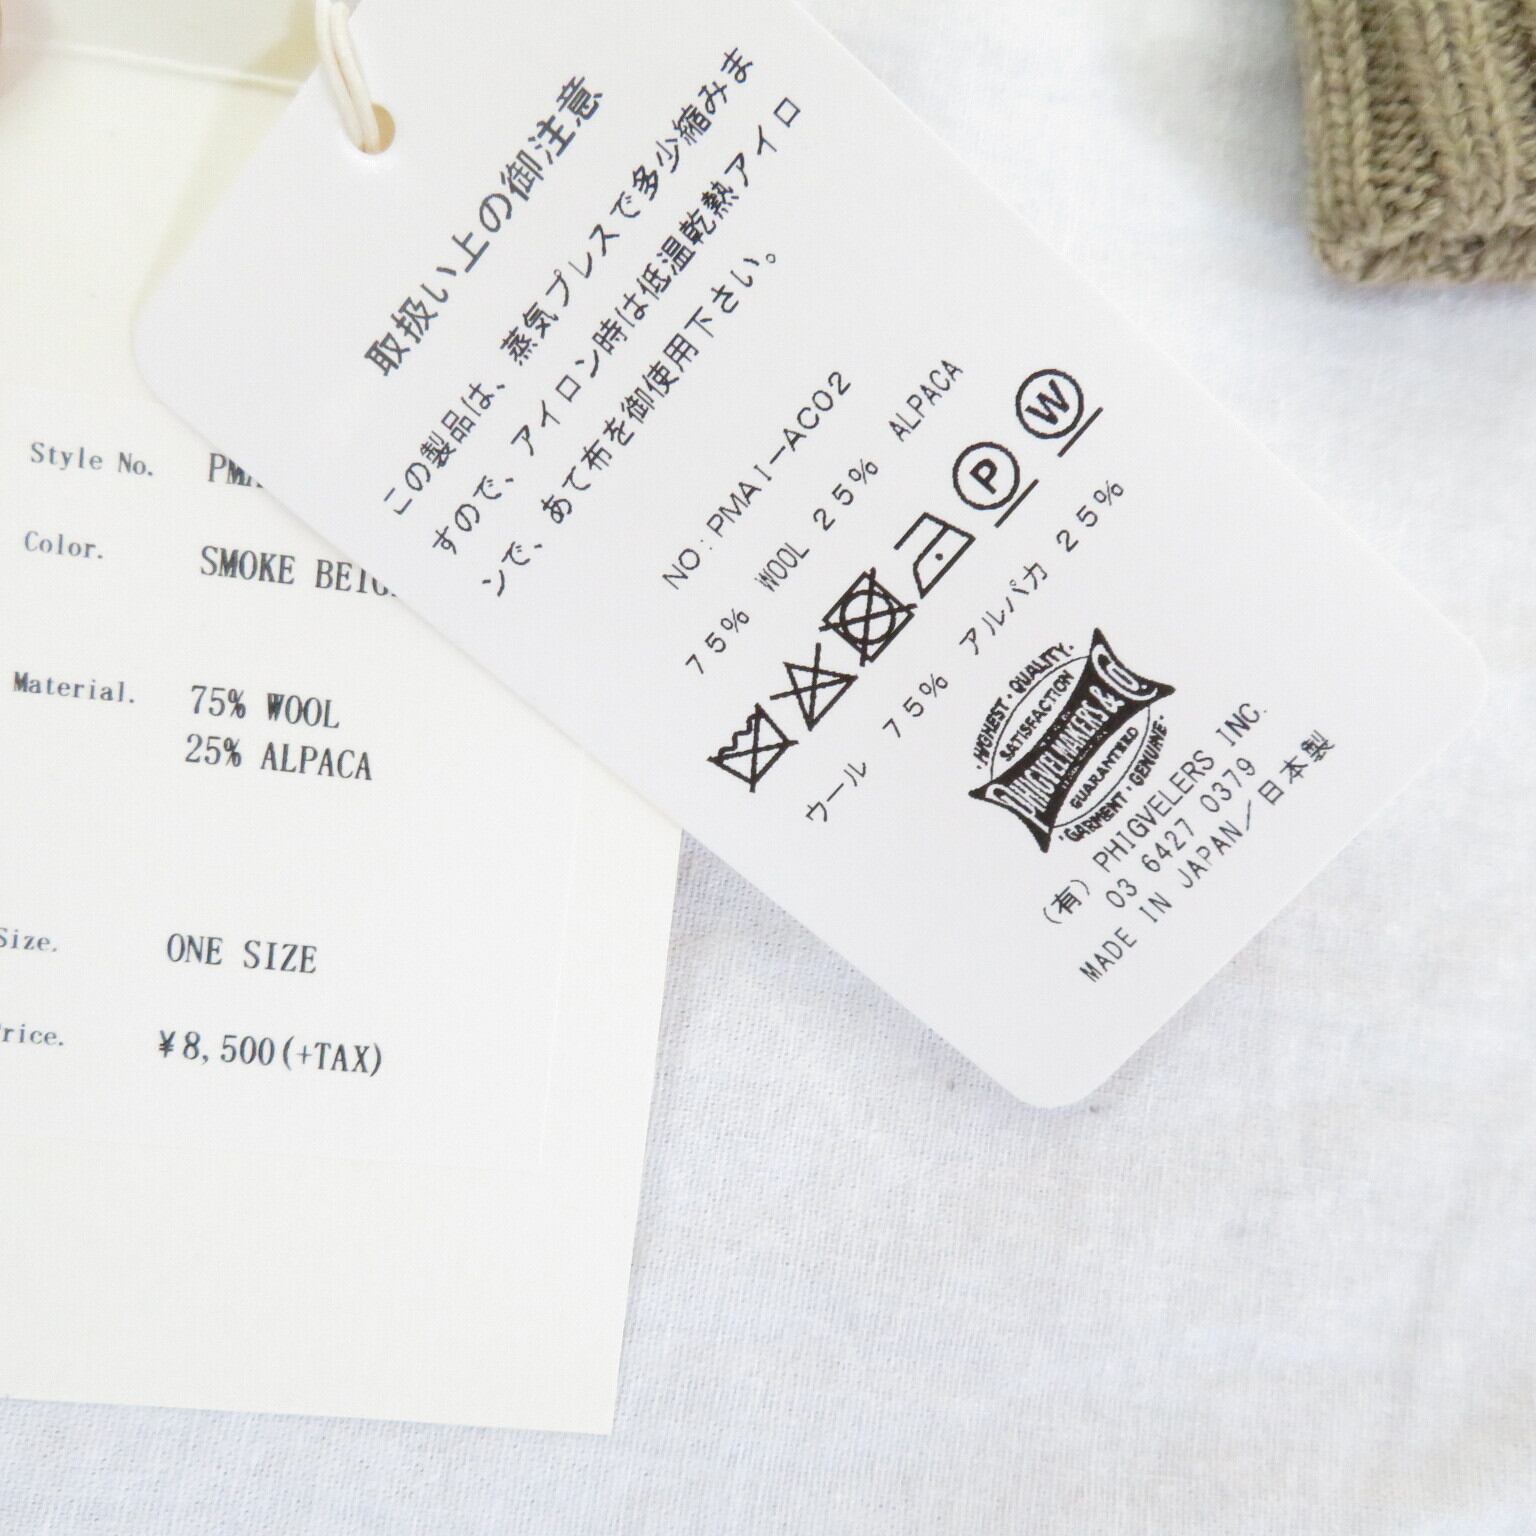 取扱い上の御注意
この製品は、蒸気プレスで多少縮みま
すので、アイロン時は低温乾熱アイロ
ンで、あて布を御使用下さい。
NO:PMAI-AC02
75% WOOL 25% ALPACA
P
W
ウール 75% アルパカ 25%
HIGHEST・QUALITY.
SATISFACTION
PHIGVEL MAKERS & Co.
GUARANTEED
GARMENT・GENUINE
(有) PHIGVELERS INC.
03 6427 0379
MADE IN JAPAN/日本製
Style No.
Color. SMOKE
Material. 75% WOOL
25% ALPACA
Size. ONE SIZE
Price. ¥8,500(+TAX)